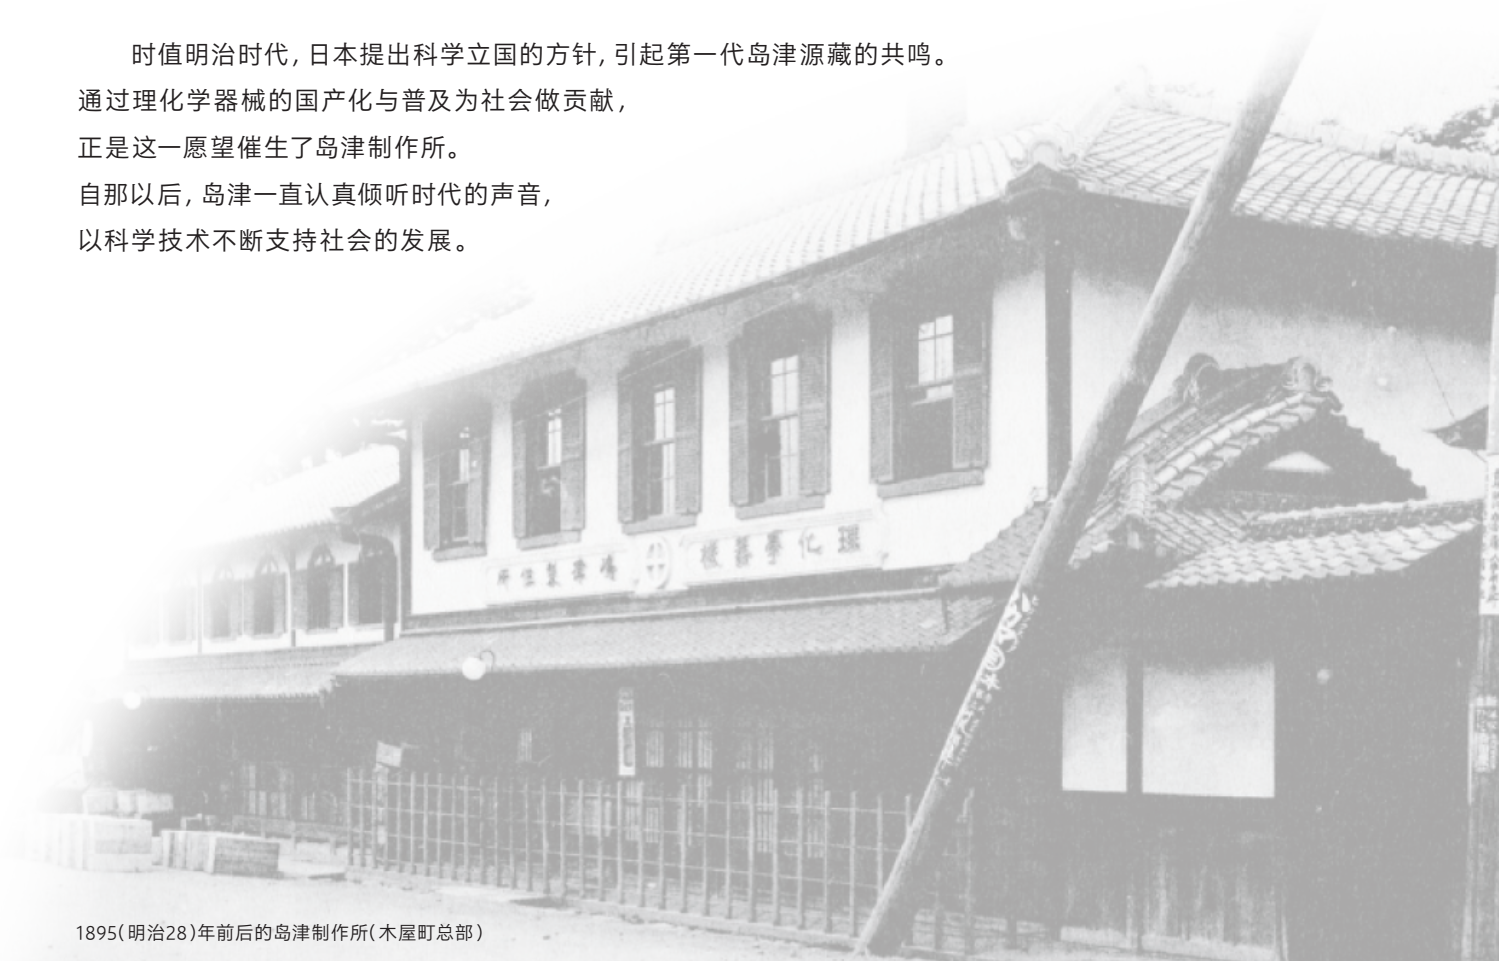 时值明治时代，日本提出科学立国的方针，引起第一代岛津源藏的共鸣。
通过理化学器械的国产化与普及为社会做贡献，
正是这一愿望催生了岛津制作所。
自那以后，岛津一直认真倾听时代的声音，
以科学技术不断支持社会的发展。
所作製津嶋 機器學化理
1895(明治28)年前后的岛津制作所(木屋町总部)